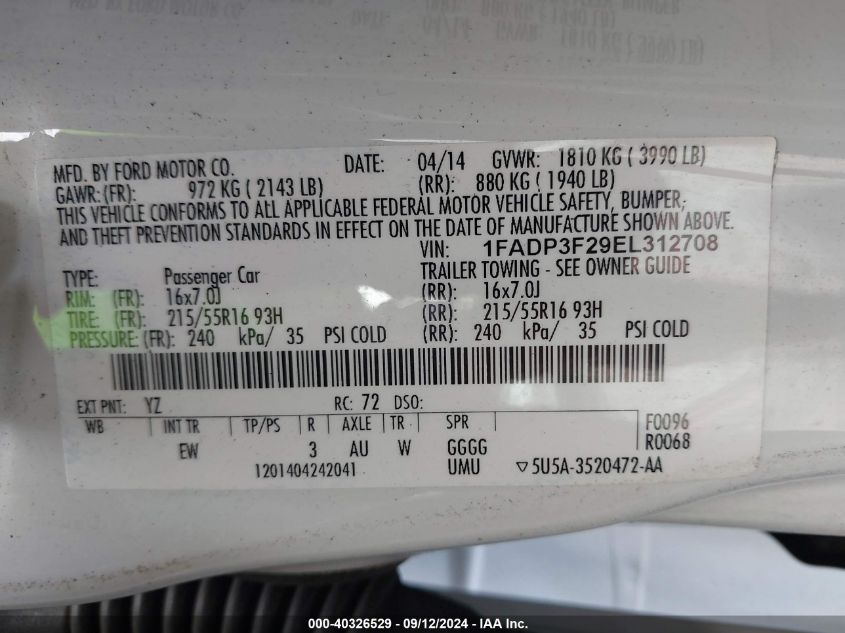 MFD. BY FORD MOTOR CO. DATE: 04/14 GVWR: 1810 KG ( 3990 LB)
GAWR: (FR): 972 KG ( 2143 LB) (RR): 880 KG ( 1940 LB)
THIS VEHICLE CONFORMS TO ALL APPLICABLE FEDERAL MOTOR VEHICLE SAFETY, BUMPER,
AND THEFT PREVENTION STANDARDS IN EFFECT ON THE DATE OF MANUFACTURE SHOWN ABOVE.
VIN: 1FADP3F29EL312708
TYPE: Passenger Car TRAILER TOWING - SEE OWNER GUIDE
RIM: (FR): 16x7.0J (RR): 16x7.0J
TIRE: (FR): 215/55R16 93H (RR): 215/55R16 93H
PRESSURE: (FR): 240 kPa/ 35 PSI COLD (RR): 240 kPa/ 35 PSI COLD
EXT PNT: YZ RC: 72 DSO:
WB INT TR TP/PS R AXLE TR SPR F0096
EW 3 AU W GGGG R0068
1201404242041 UMU ▽ 5U5A-3520472-AA
000-40326529 - 09/12/2024 - IAA Inc.